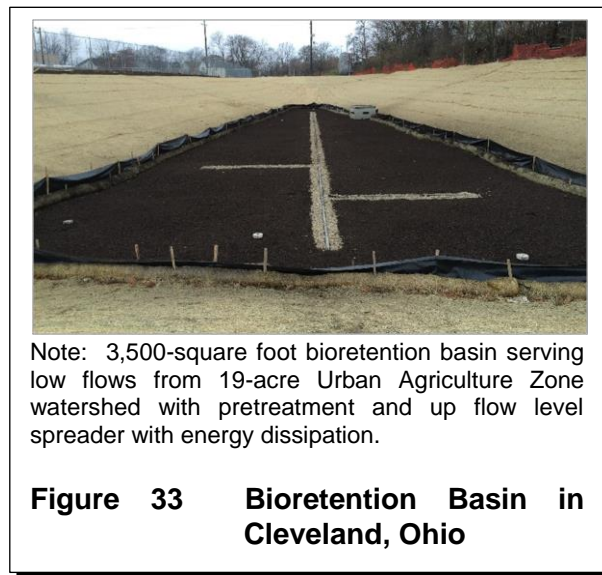 Note: 3,500-square foot bioretention basin serving
low flows from 19-acre Urban Agriculture Zone
watershed with pretreatment and up flow level
spreader with energy dissipation.
Figure 33 Bioretention Basin in
Cleveland, Ohio